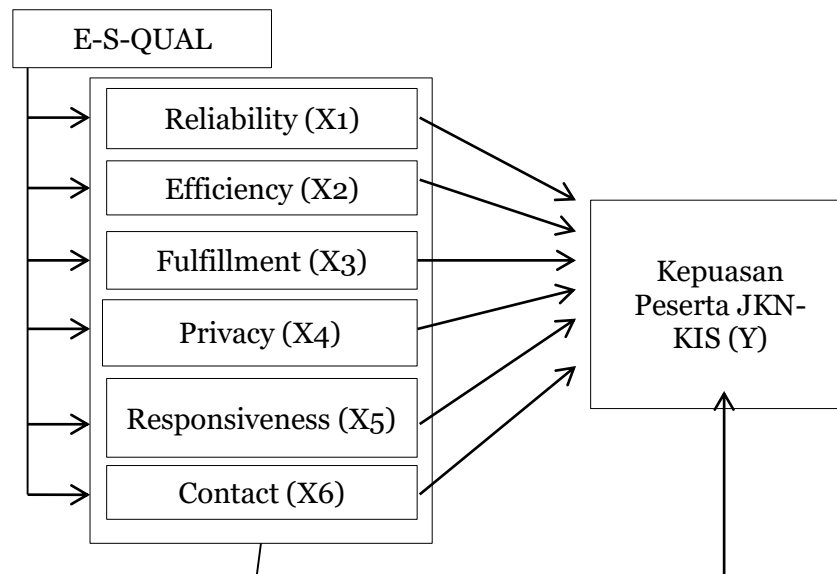 E-S-QUAL
Reliability (X1)
Efficiency (X2)
Fulfillment (X3)
Privacy (X4)
Responsiveness (X5)
Contact (X6)
Kepuasan
Peserta JKN-
KIS (Y)